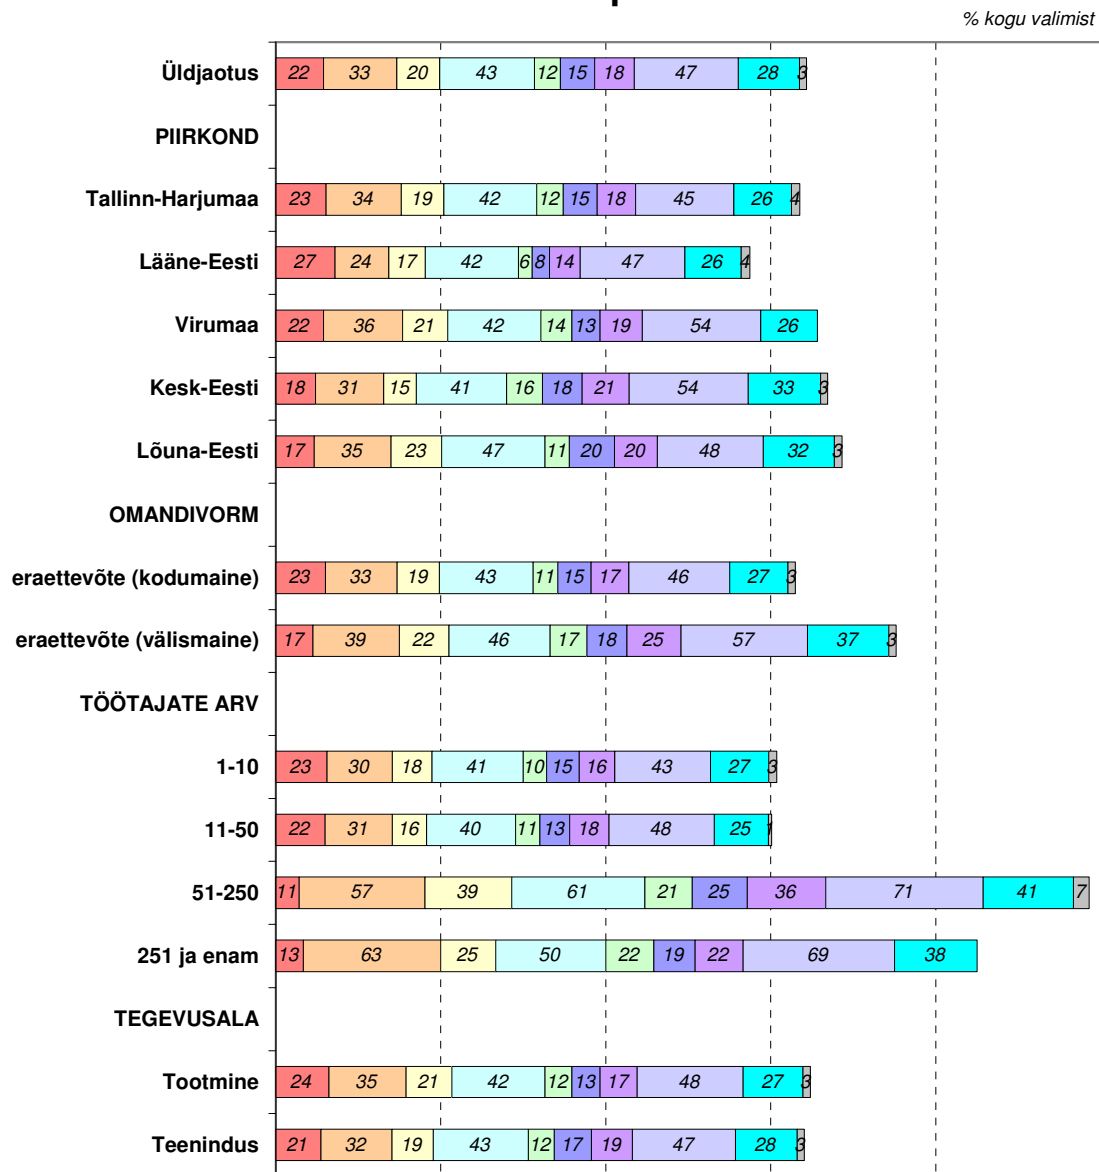 % kogu valimist
Üldjaotus 22 33 20 43 12 15 18 47 28 3
PIIRKOND
Tallinn-Harjumaa 23 34 19 42 12 15 18 45 26 4
Lääne-Eesti 27 24 17 42 6 8 14 47 26 4
Virumaa 22 36 21 42 14 13 19 54 26
Kesk-Eesti 18 31 15 41 16 18 21 54 33 3
Lõuna-Eesti 17 35 23 47 11 20 20 48 32 3
OMANDIVORM
eraettevõte (kodumaine) 23 33 19 43 11 15 17 46 27 3
eraettevõte (välismaine) 17 39 22 46 17 18 25 57 37 3
TÖÖTAJATE ARV
1-10 23 30 18 41 10 15 16 43 27 3
11-50 22 31 16 40 11 13 18 48 25 1
51-250 11 57 39 61 21 25 36 71 41 7
251 ja enam 13 63 25 50 22 19 22 69 38
TEGEVUSALA
Tootmine 24 35 21 42 12 13 17 48 27 3
Teenindus 21 32 19 43 12 17 19 47 28 3